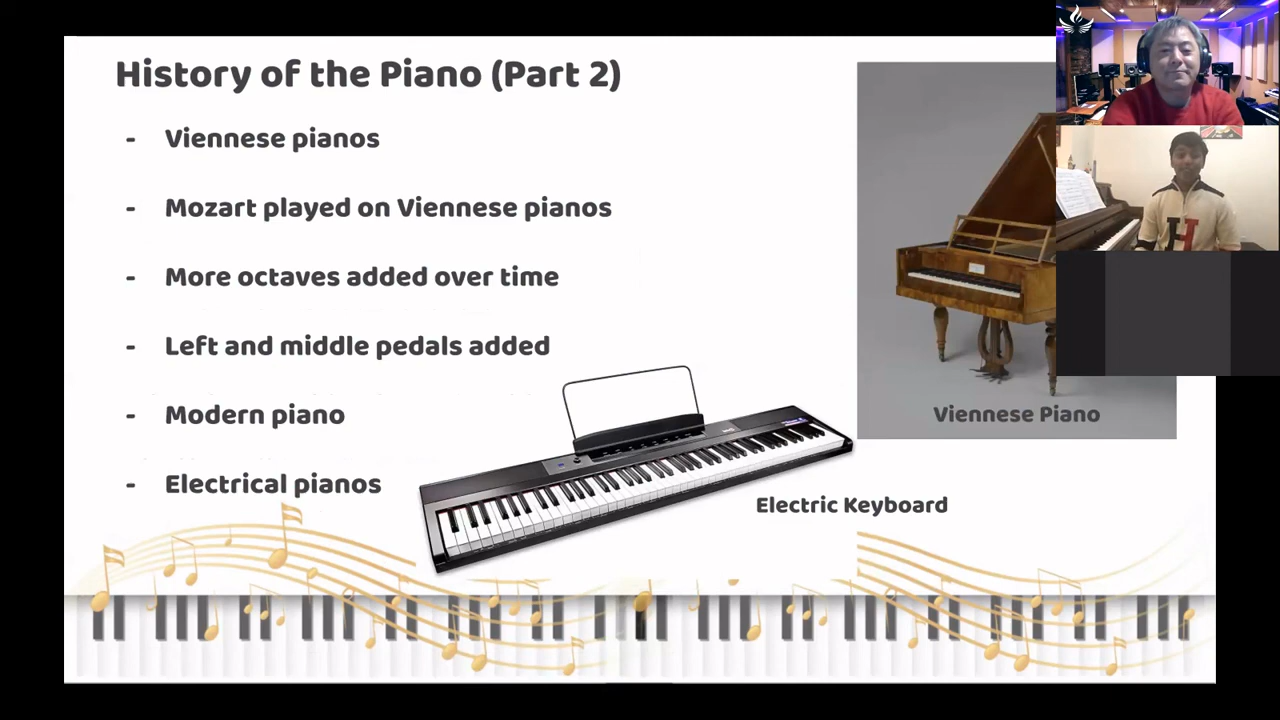 History of the Piano (Part 2)
- Viennese pianos
- Mozart played on Viennese pianos
- More octaves added over time
- Left and middle pedals added
- Modern piano
- Electrical pianos
Viennese Piano
Electric Keyboard
H